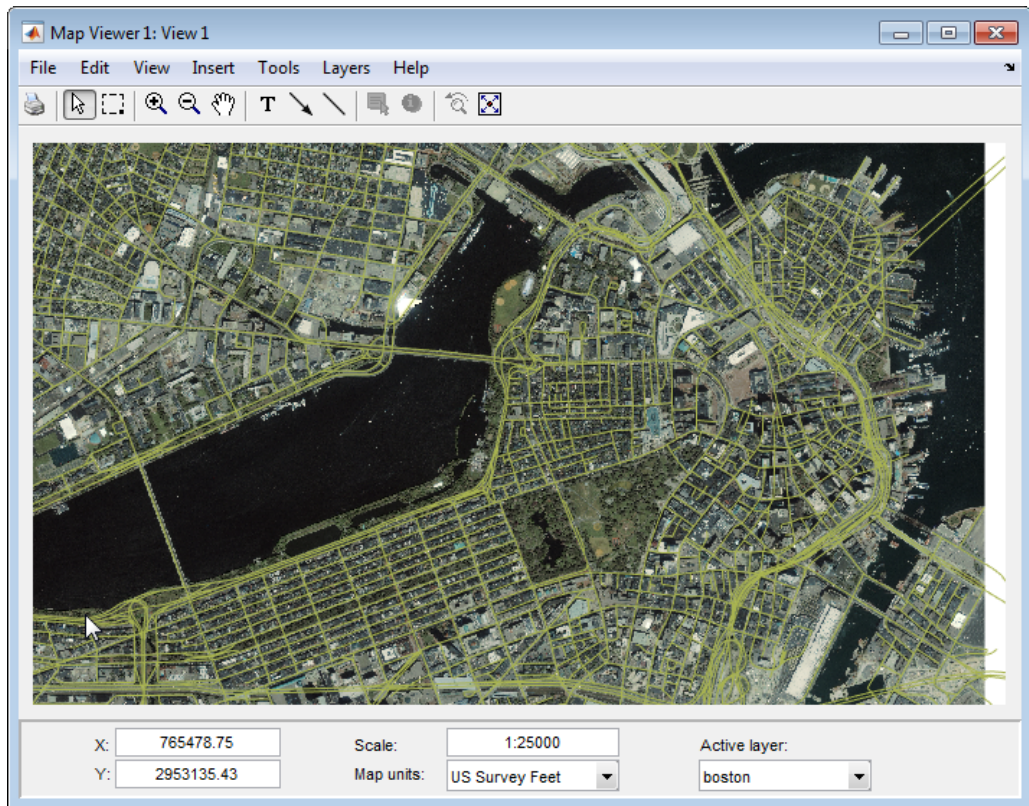 Map Viewer 1: View 1
File Edit View Insert Tools Layers Help
T
X: 765478.75 Scale: 1:25000 Active layer:
Y: 2953135.43 Map units: US Survey Feet boston